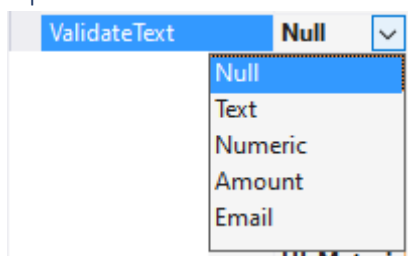 ValidateText Null
Null
Text
Numeric
Amount
Email